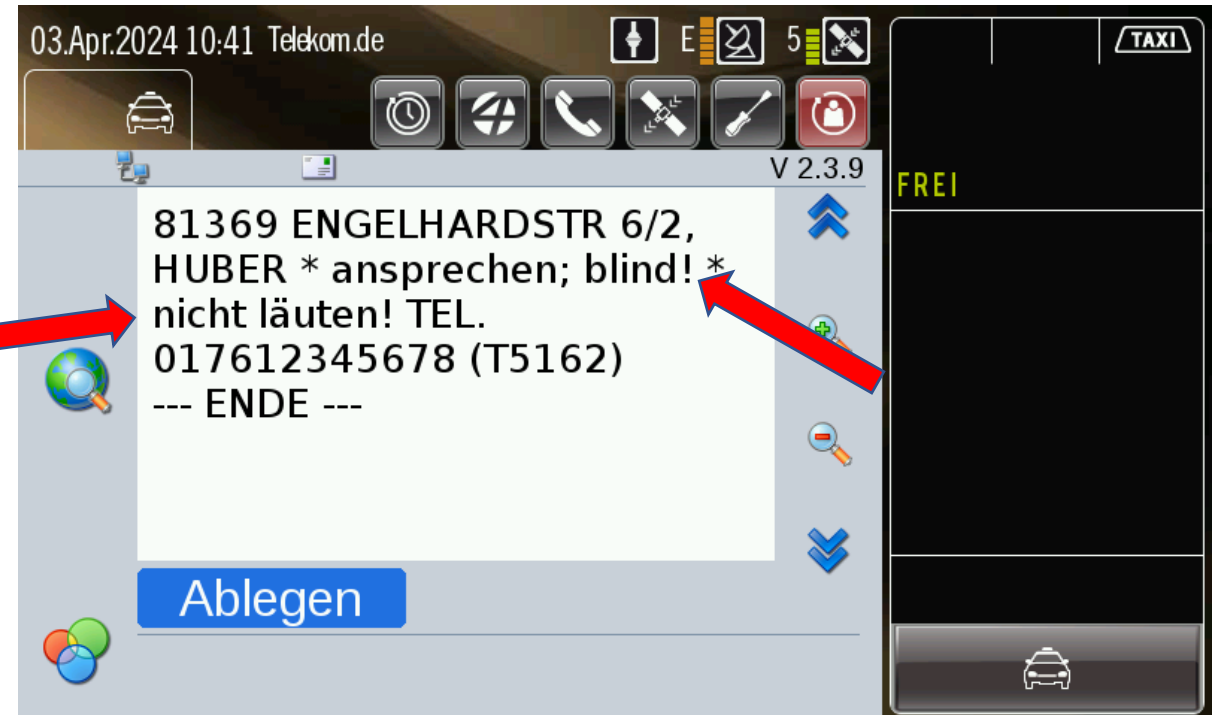 03.Apr.2024 10:41 Telekom.de E 5
TAXI
V 2.3.9
FREI
81369 ENGELHARDSTR 6/2,
HUBER * ansprechen; blind! *
nicht läuten! TEL.
017612345678 (T5162)
--- ENDE ---
Ablegen